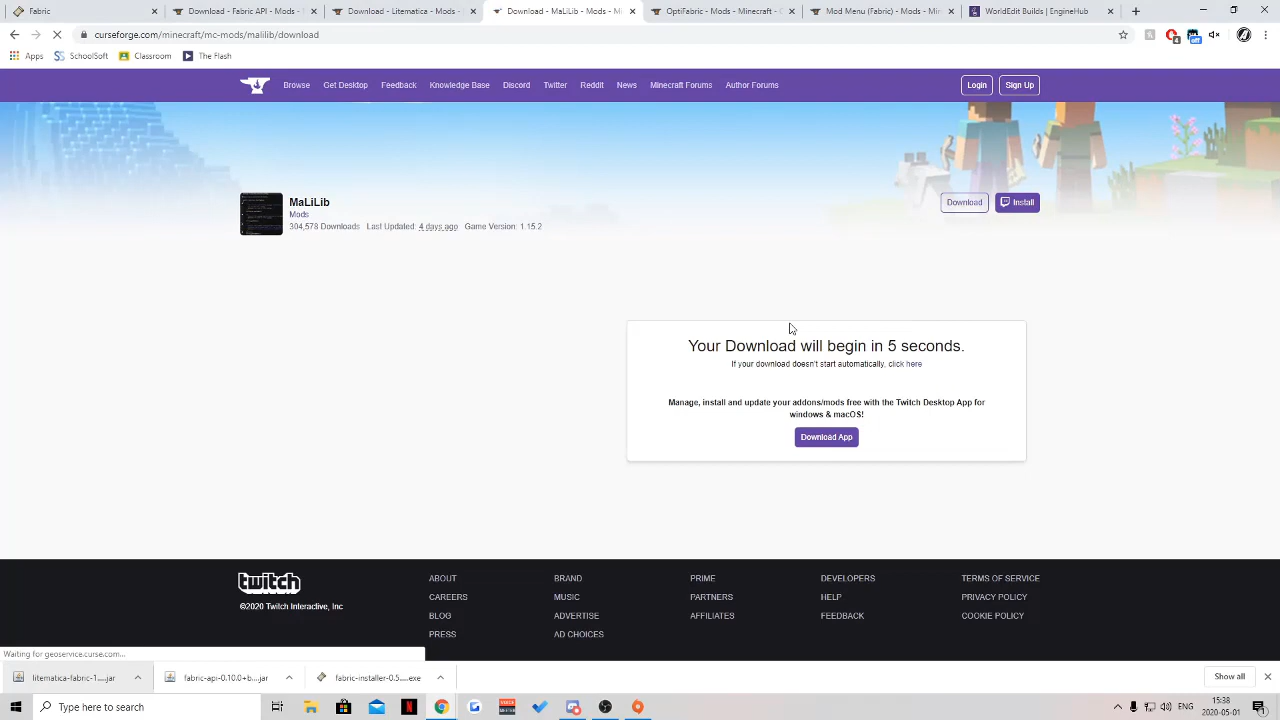 Fabric
Download - Fabric API - Mods - M
Download - Litematica - Mods - M
Download - MaLiLib - Mods - Min
OptiFabric - Mods - Minecraft - C
Mod Menu (Fabric) - Mods - Min
WorldEdit Builds | EngineHub
curseforge.com/minecraft/mc-mods/malilib/download
Apps
SchoolSoft
Classroom
The Flash
Browse
Get Desktop
Feedback
Knowledge Base
Discord
Twitter
Reddit
News
Minecraft Forums
Author Forums
Login
Sign Up
MaLiLib
Mods
304,578 Downloads Last Updated: 4 days ago Game Version: 1.15.2
Download
Install
Your Download will begin in 5 seconds.
If your download doesn't start automatically, click here
Manage, install and update your addons/mods free with the Twitch Desktop App for
windows & macOS!
Download App
twitch
©2020 Twitch Interactive, Inc
ABOUT
CAREERS
BLOG
PRESS
BRAND
MUSIC
ADVERTISE
AD CHOICES
PRIME
PARTNERS
AFFILIATES
DEVELOPERS
HELP
FEEDBACK
TERMS OF SERVICE
PRIVACY POLICY
COOKIE POLICY
Waiting for geoservice.curse.com...
litematica-fabric-1....jar
fabric-api-0.10.0+b....jar
fabric-installer-0.5....exe
Show all
Type here to search
ENG
15:38
2020-05-01